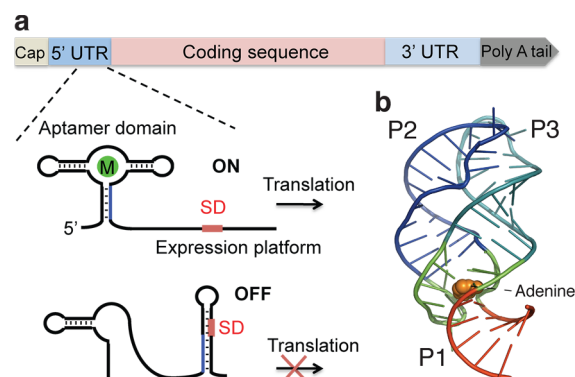 a
Cap 5’ UTR Coding sequence 3’ UTR Poly A tail
Aptamer domain
M
ON
Translation
SD
5’
Expression platform
OFF
SD
Translation
b
P2
P3
Adenine
P1